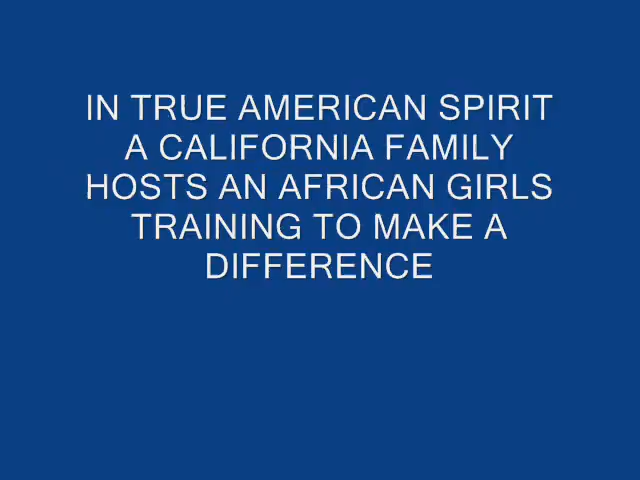 IN TRUE AMERICAN SPIRIT
A CALIFORNIA FAMILY
HOSTS AN AFRICAN GIRLS
TRAINING TO MAKE A
DIFFERENCE